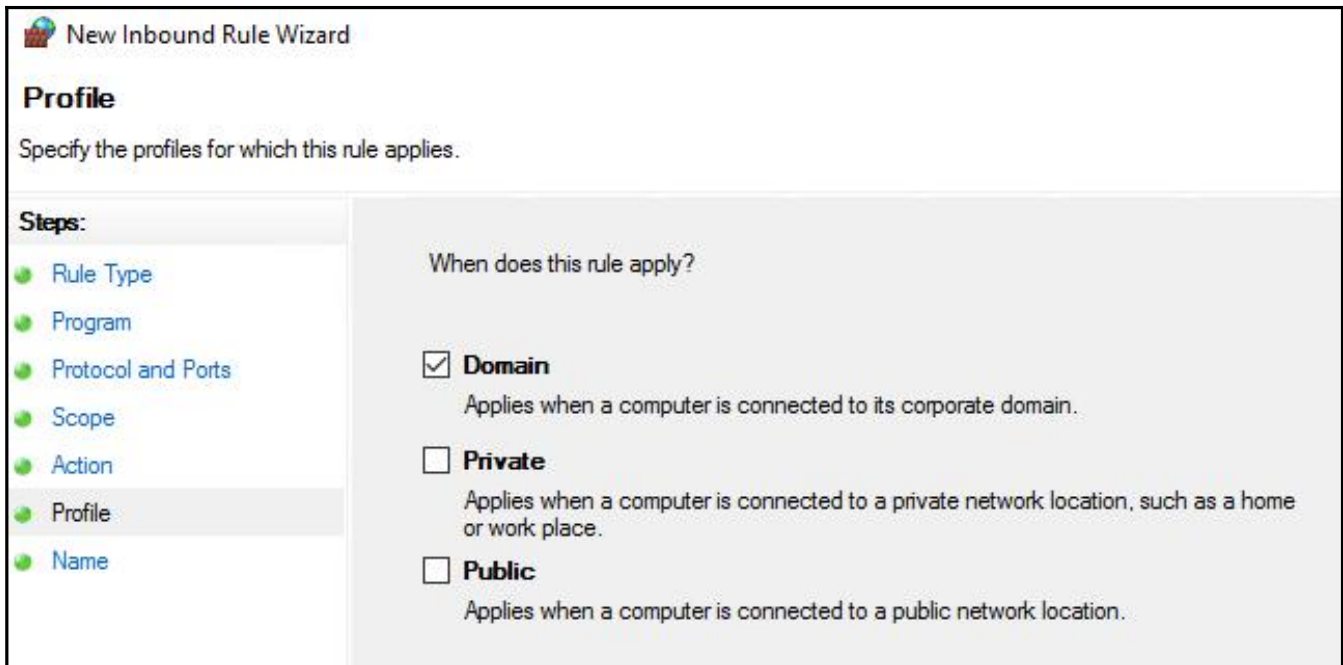 New Inbound Rule Wizard
Profile
Specify the profiles for which this rule applies.
Steps:
Rule Type
Program
Protocol and Ports
Scope
Action
Profile
Name
When does this rule apply?
Domain
Applies when a computer is connected to its corporate domain.
Private
Applies when a computer is connected to a private network location, such as a home
or work place.
Public
Applies when a computer is connected to a public network location.